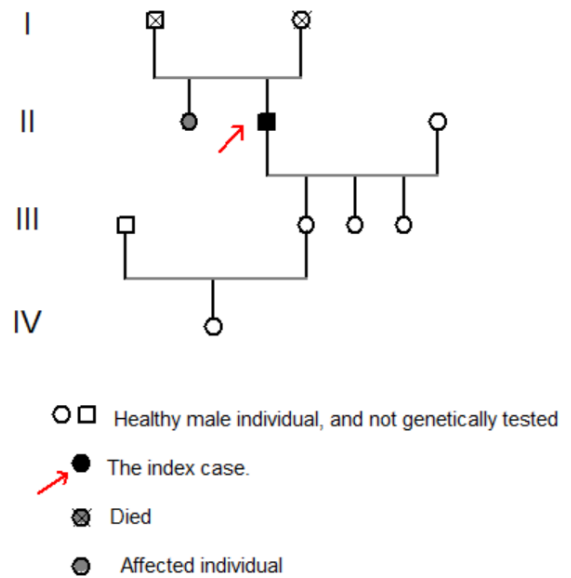 I
II
III
IV
Healthy male individual, and not genetically tested
The index case.
Died
Affected individual